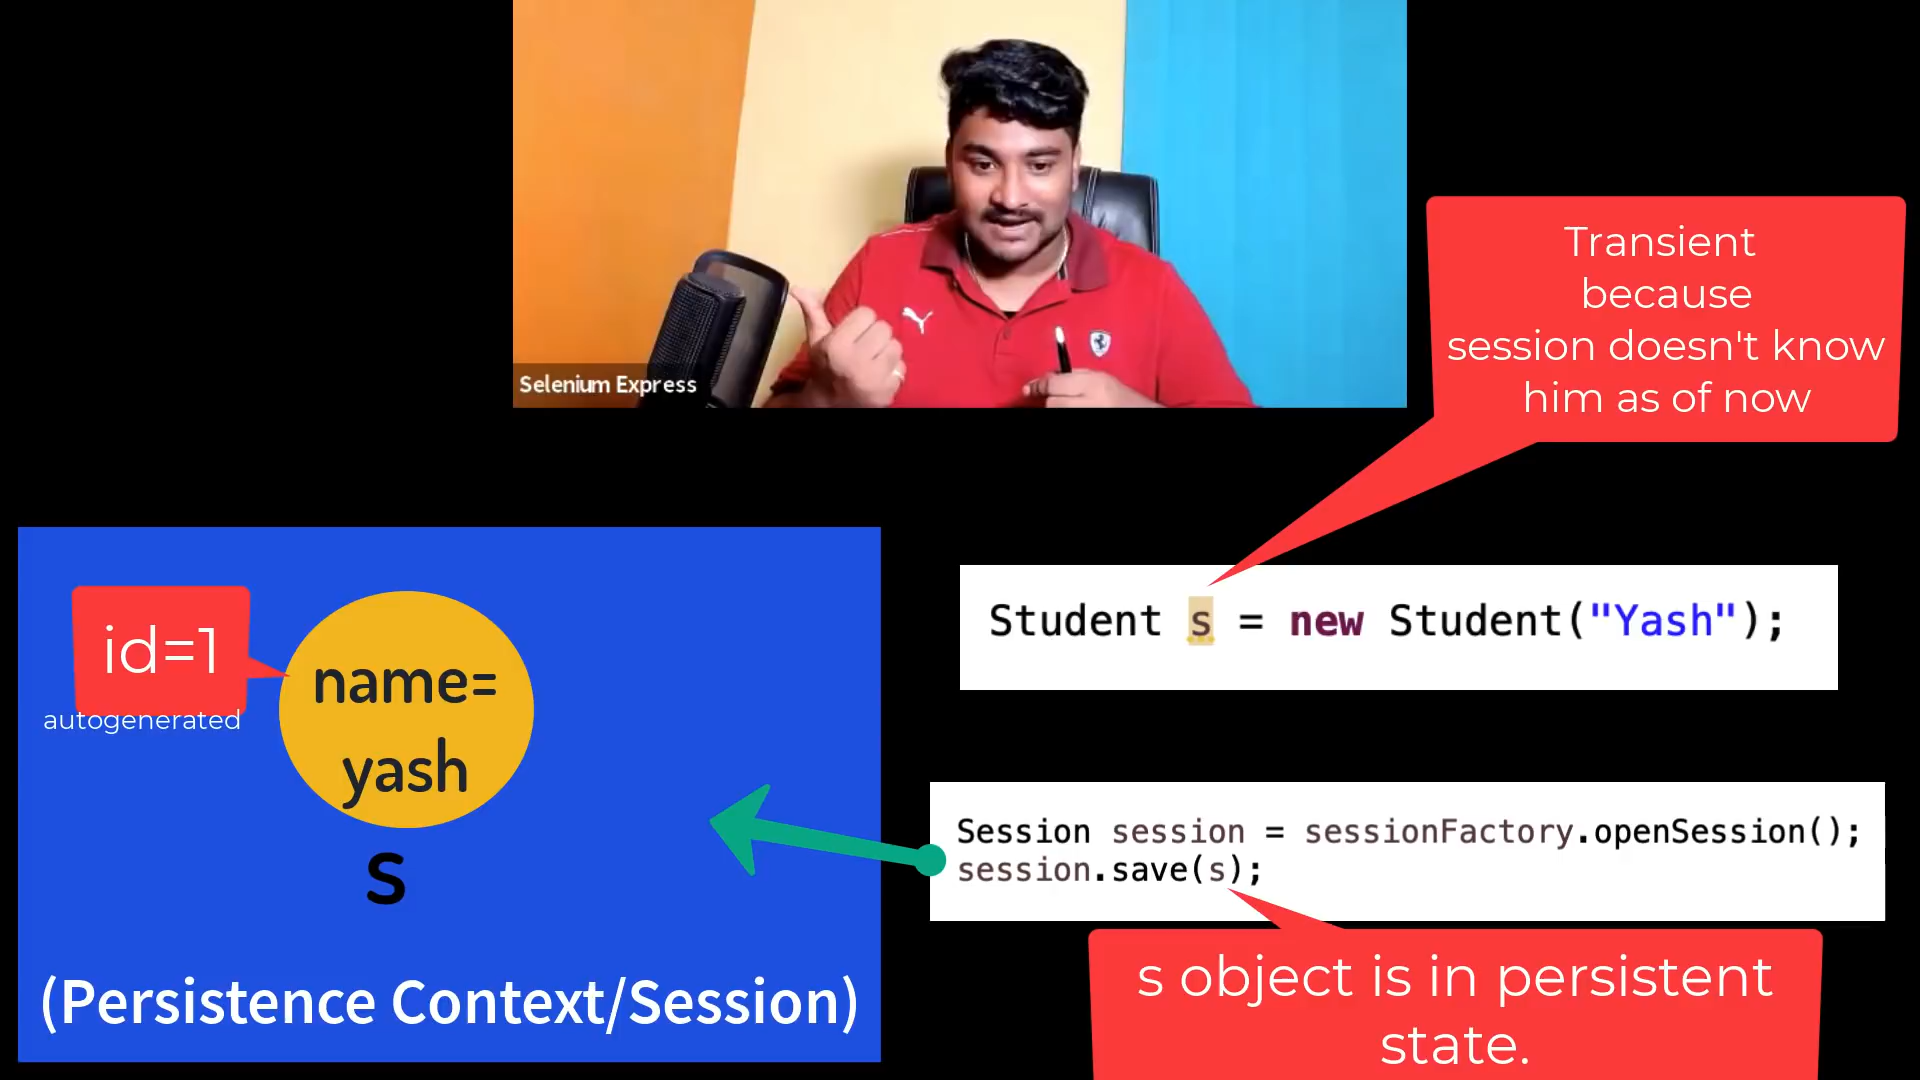 Selenium Express
Transient
because
session doesn't know
him as of now
Student s = new Student("Yash");
id=1
autogenerated
name=
yash
s
(Persistence Context/Session)
Session session = sessionFactory.openSession();
session.save(s);
s object is in persistent
state.